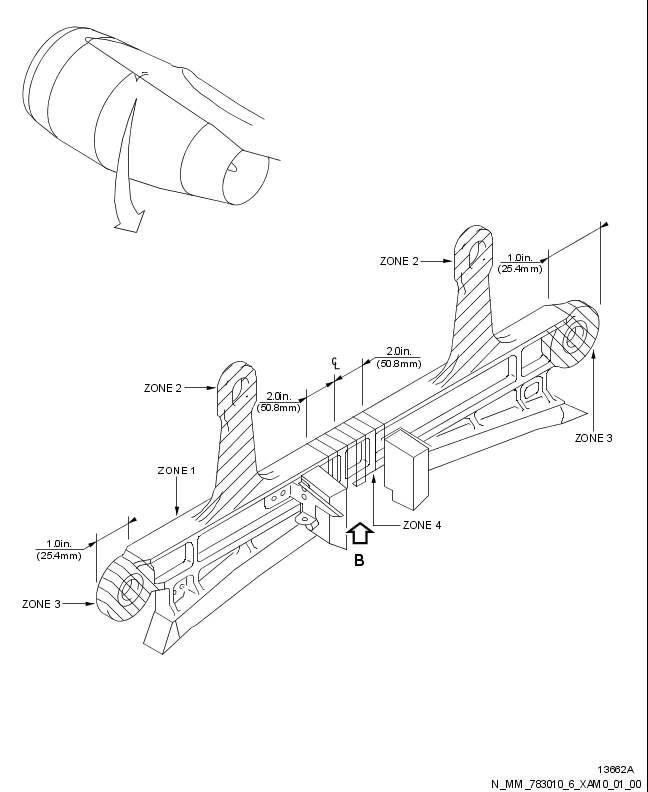 ZONE 2
1.0in.
(25.4mm)
℄
2.0in.
(50.8mm)
ZONE 2
2.0in.
(50.8mm)
ZONE 3
ZONE 1
ZONE 4
1.0in.
(25.4mm)
B
ZONE 3
13662A
N_MM_783010_6_XAM0_01_00